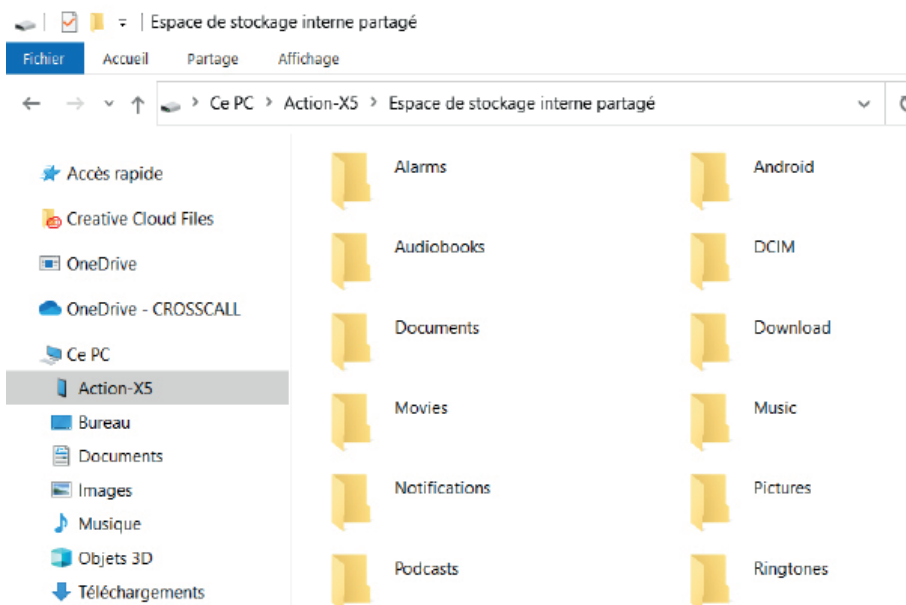 Espace de stockage interne partagé
Fichier Accueil Partage Affichage
Ce PC > Action-X5 > Espace de stockage interne partagé
Accès rapide
Creative Cloud Files
OneDrive
OneDrive - CROSSCALL
Ce PC
Action-X5
Bureau
Documents
Images
Musique
Objets 3D
Téléchargements
Alarms Android
Audiobooks DCIM
Documents Download
Movies Music
Notifications Pictures
Podcasts Ringtones